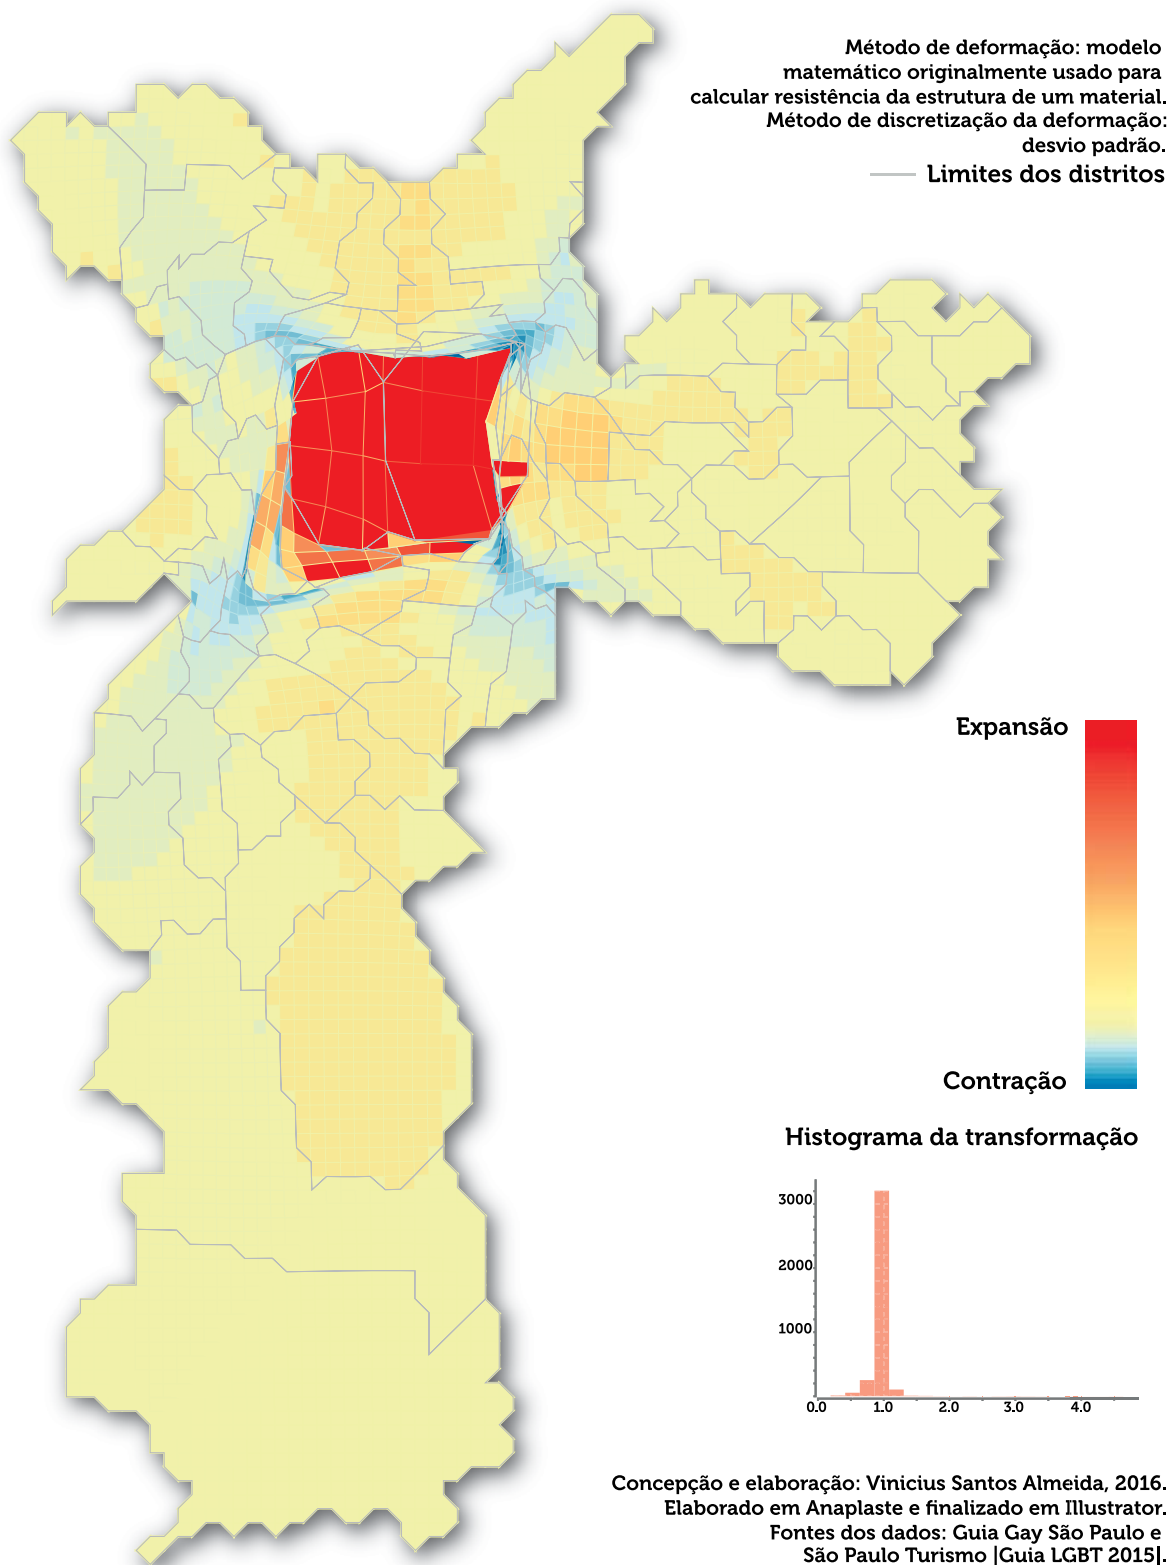 Método de deformação: modelo
matemático originalmente usado para
calcular resistência da estrutura de um material.
Método de discretização da deformação:
desvio padrão.
Limites dos distritos
Expansão
Contração
Histograma da transformação
3000
2000
1000
0.0 1.0 2.0 3.0 4.0
Concepção e elaboração: Vinicius Santos Almeida, 2016.
Elaborado em Anaplaste e finalizado em Illustrator.
Fontes dos dados: Guia Gay São Paulo e
São Paulo Turismo |Guia LGBT 2015|.